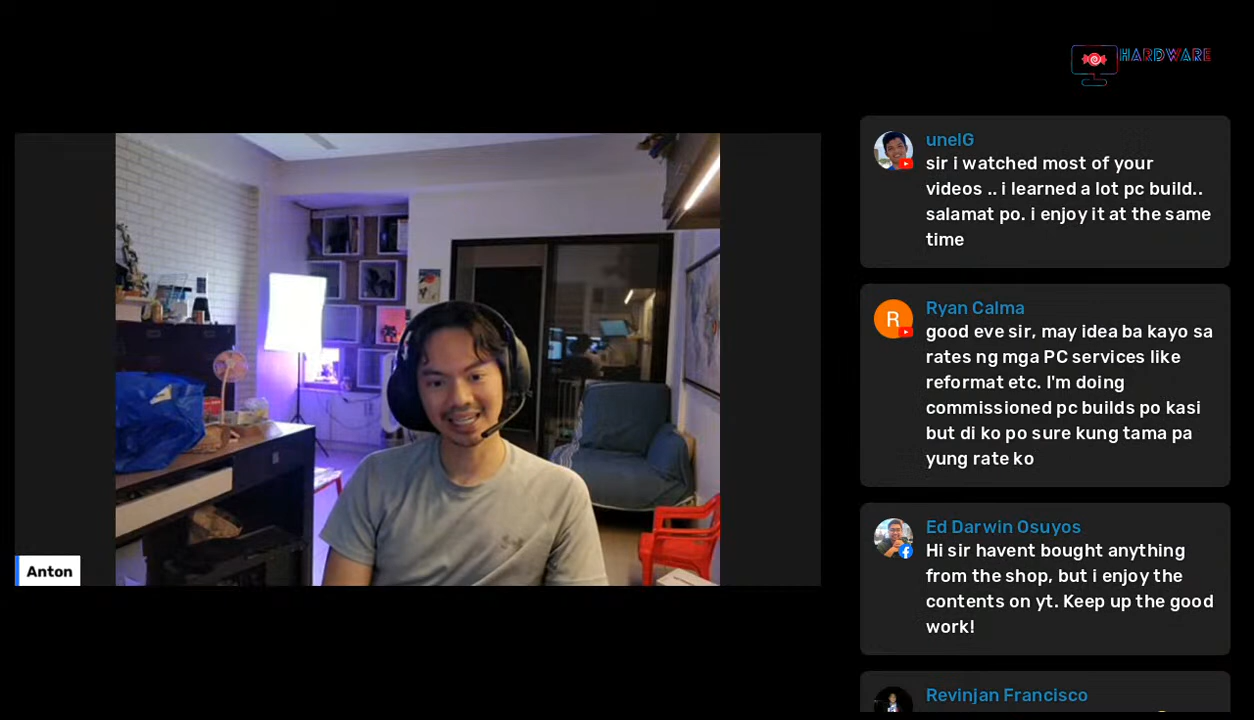 HARDWARE
unelG
sir i watched most of your
videos .. i learned a lot pc build..
salamat po. i enjoy it at the same
time
R
Ryan Calma
good eve sir, may idea ba kayo sa
rates ng mga PC services like
reformat etc. I'm doing
commissioned pc builds po kasi
but di ko po sure kung tama pa
yung rate ko
Ed Darwin Osuyos
Hi sir havent bought anything
from the shop, but i enjoy the
contents on yt. Keep up the good
work!
Revinjan Francisco
Anton